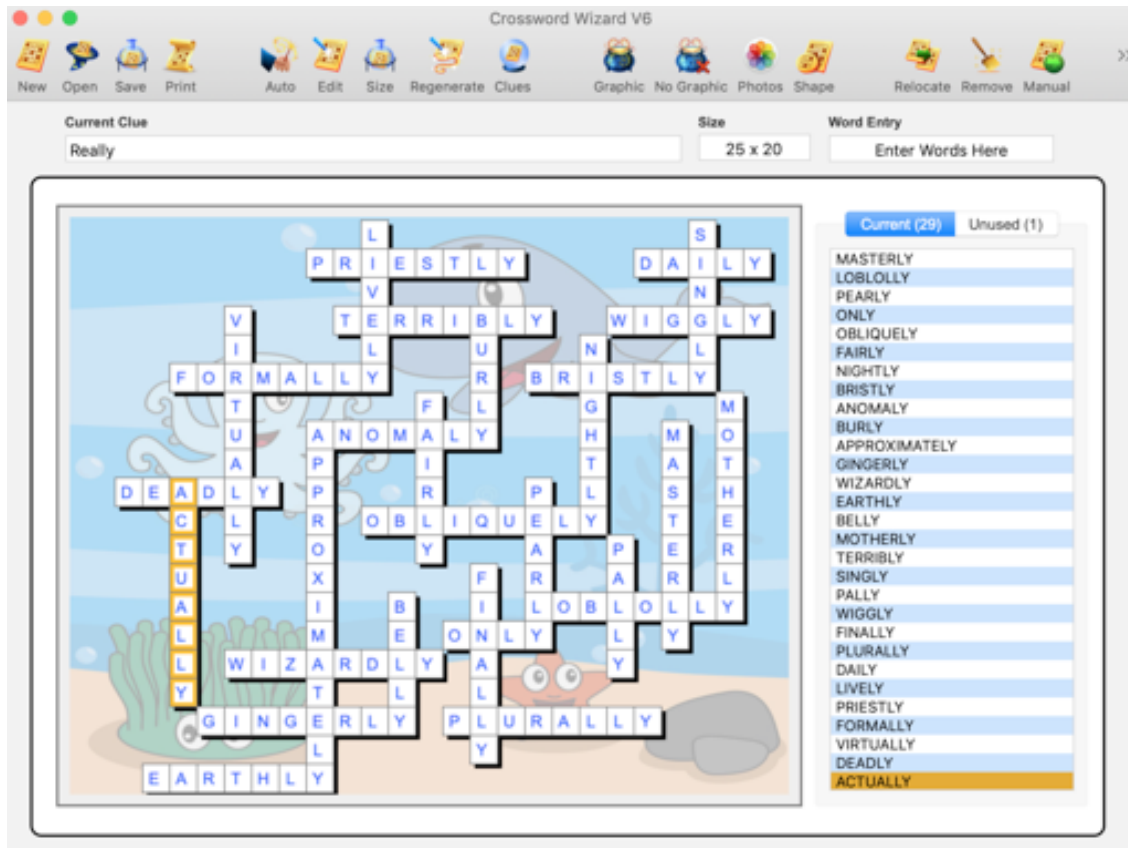 Crossword Wizard V6
New Open Save Print Auto Edit Size Regenerate Clues Graphic No Graphic Photos Shape Relocate Remove Manual
Current Clue Size Word Entry
Really 25 x 20 Enter Words Here
Current (29) Unused (1)
L S
P R I E S T L Y D A I L Y
V N
V T E R R I B L Y W I G G L Y
I L U N L
F O R M A L L Y R B R I S T L Y
T F L G M
U A N O M A L Y H M O
A P I T A T
D E A D L Y P R P L S H
C L R O B L I Q U E L Y T E
T Y O Y A P E R
U X F R A R L
A I B I L O B L O L L Y
L M E O N L Y L Y
L W I Z A R D L Y A Y
Y T L L
G I N G E R L Y P L U R A L L Y
L Y
E A R T H L Y
MASTERLY
LOBLOLLY
PEARLY
ONLY
OBLIQUELY
FAIRLY
NIGHTLY
BRISTLY
ANOMALY
BURLY
APPROXIMATELY
GINGERLY
WIZARDLY
EARTHLY
BELLY
MOTHERLY
TERRIBLY
SINGLY
PALLY
WIGGLY
FINALLY
PLURALLY
DAILY
LIVELY
PRIESTLY
FORMALLY
VIRTUALLY
DEADLY
ACTUALLY